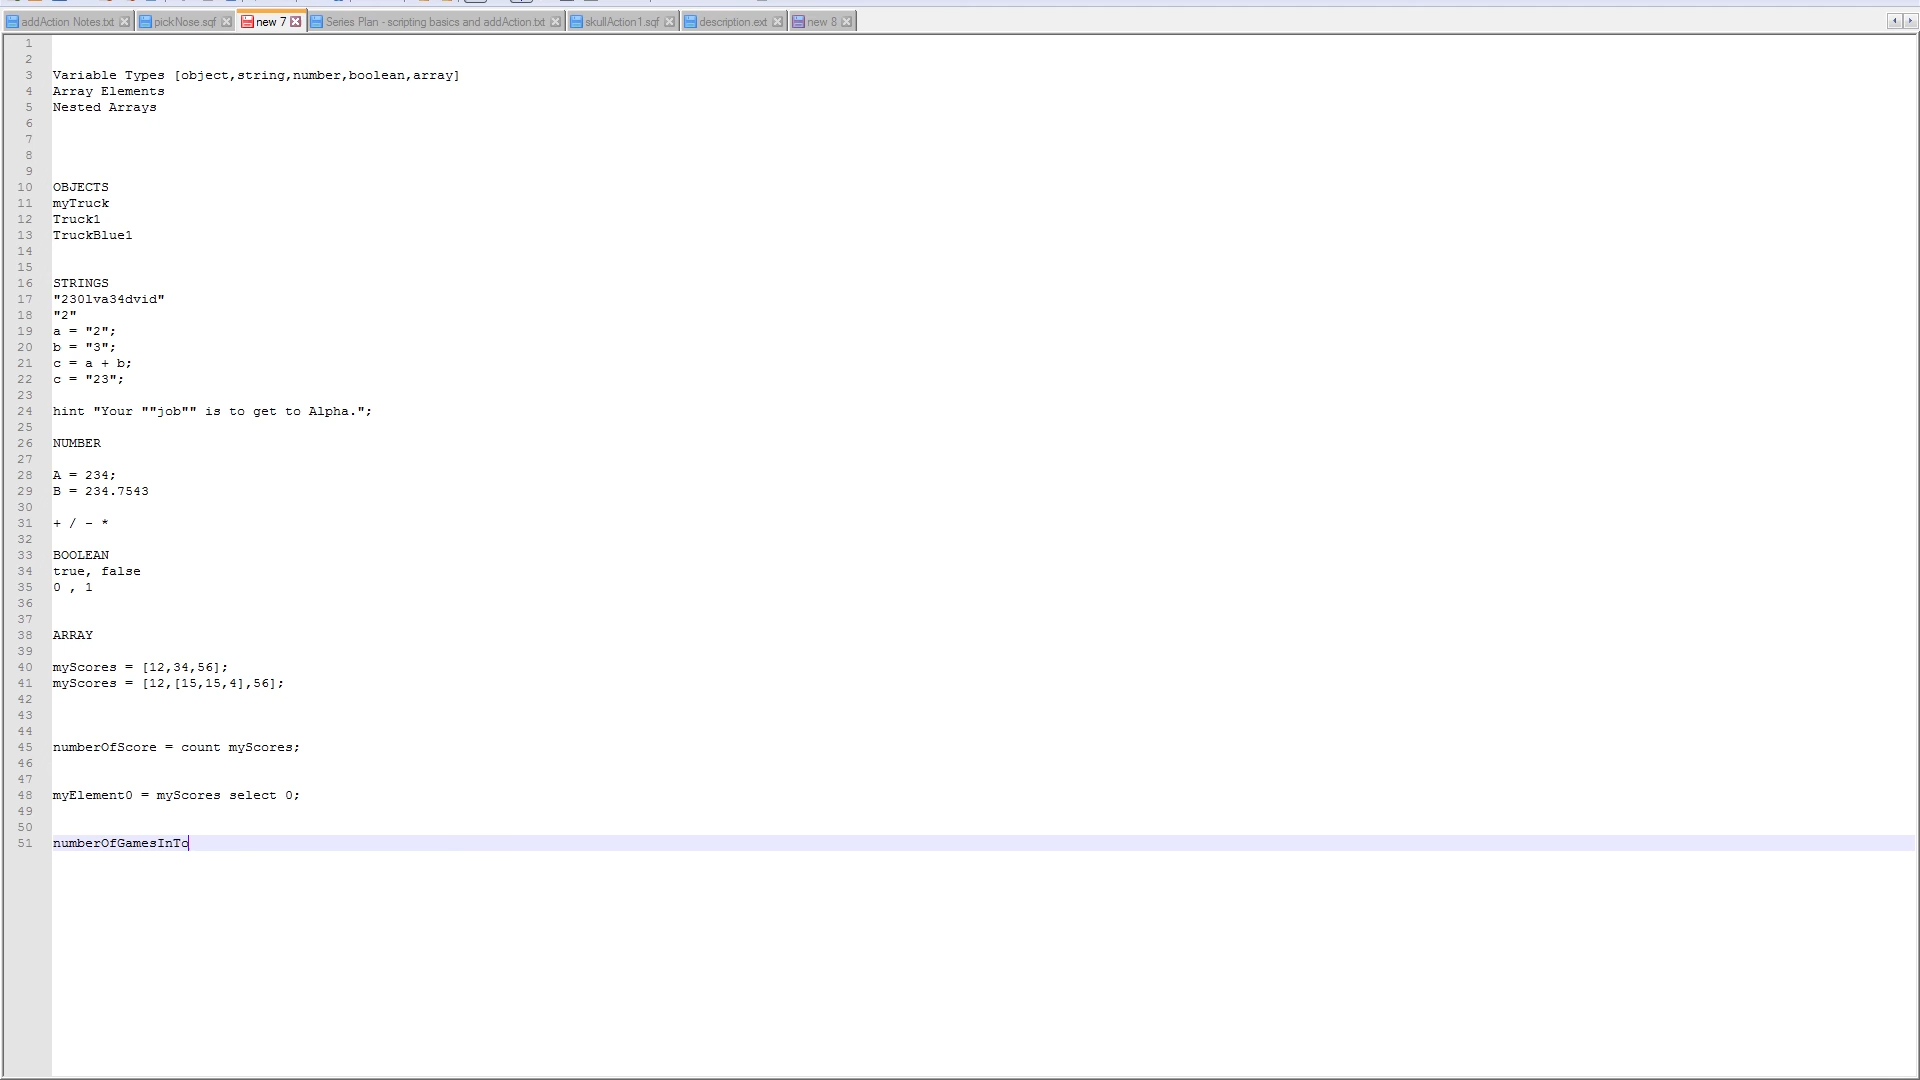 addAction Notes.txt pickNose.sqf new 7 Series Plan - scripting basics and addAction.txt skullAction1.sqf description.ext new 8
1
2
3 Variable Types [object,string,number,boolean,array]
4 Array Elements
5 Nested Arrays
6
7
8
9
10 OBJECTS
11 myTruck
12 Truck1
13 TruckBlue1
14
15
16 STRINGS
17 "230lva34dvid"
18 "2"
19 a = "2";
20 b = "3";
21 c = a + b;
22 c = "23";
23
24 hint "Your ""job"" is to get to Alpha.";
25
26 NUMBER
27
28 A = 234;
29 B = 234.7543
30
31 + / - *
32
33 BOOLEAN
34 true, false
35 0 , 1
36
37
38 ARRAY
39
40 myScores = [12,34,56];
41 myScores = [12,[15,15,4],56];
42
43
44
45 numberOfScore = count myScores;
46
47
48 myElement0 = myScores select 0;
49
50
51 numberOfGamesInTo